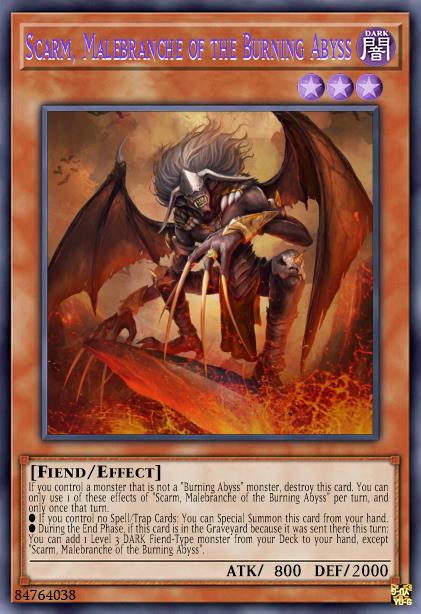 Scarm, Malebranche of the Burning Abyss
DARK
闇
[Fiend/Effect]
If you control a monster that is not a "Burning Abyss" monster, destroy this card. You can
only use 1 of these effects of "Scarm, Malebranche of the Burning Abyss" per turn, and
only once that turn.
● If you control no Spell/Trap Cards: You can Special Summon this card from your hand.
● During the End Phase, if this card is in the Graveyard because it was sent there this turn:
You can add 1 Level 3 DARK Fiend-Type monster from your Deck to your hand, except
"Scarm, Malebranche of the Burning Abyss".
ATK/ 800 DEF/2000
84764038